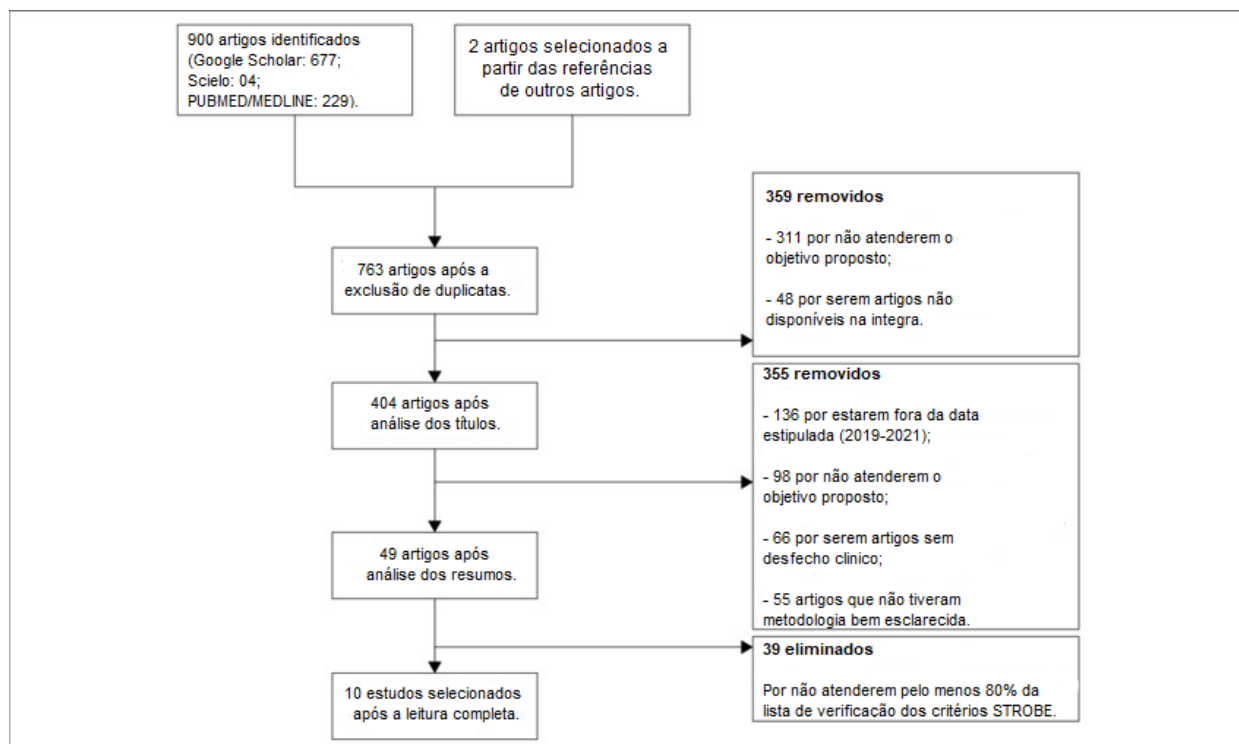 900 artigos identificados
(Google Scholar: 677;
Scielo: 04;
PUBMED/MEDLINE: 229).
2 artigos selecionados a
partir das referências
de outros artigos.
763 artigos após a
exclusão de duplicatas.
359 removidos
- 311 por não atenderem o
objetivo proposto;
- 48 por serem artigos não
disponíveis na integra.
404 artigos após
análise dos títulos.
355 removidos
- 136 por estarem fora da data
estipulada (2019-2021);
- 98 por não atenderem o
objetivo proposto;
- 66 por serem artigos sem
desfecho clinico;
- 55 artigos que não tiveram
metodologia bem esclarecida.
49 artigos após
análise dos resumos.
39 eliminados
Por não atenderem pelo menos 80% da
lista de verificação dos critérios STROBE.
10 estudos selecionados
após a leitura completa.